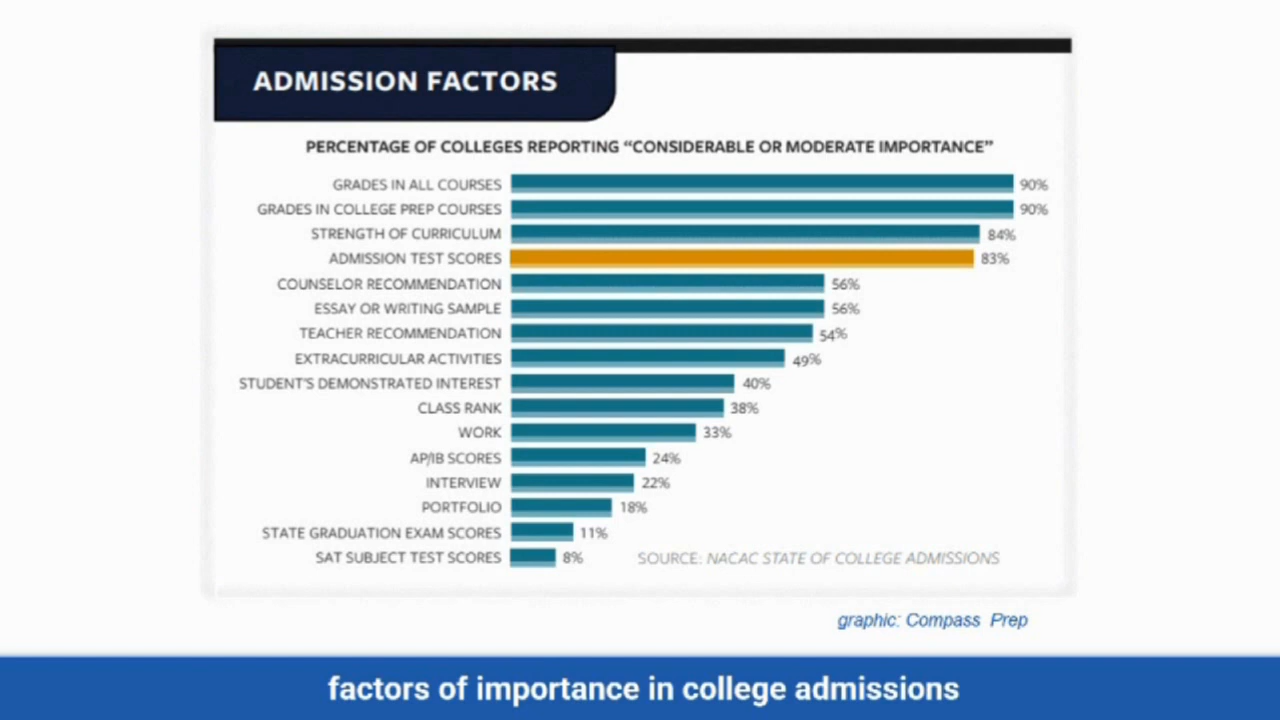 ADMISSION FACTORS
PERCENTAGE OF COLLEGES REPORTING “CONSIDERABLE OR MODERATE IMPORTANCE”
GRADES IN ALL COURSES 90%
GRADES IN COLLEGE PREP COURSES 90%
STRENGTH OF CURRICULUM 84%
ADMISSION TEST SCORES 83%
COUNSELOR RECOMMENDATION 56%
ESSAY OR WRITING SAMPLE 56%
TEACHER RECOMMENDATION 54%
EXTRACURRICULAR ACTIVITIES 49%
STUDENT'S DEMONSTRATED INTEREST 40%
CLASS RANK 38%
WORK 33%
AP/IB SCORES 24%
INTERVIEW 22%
PORTFOLIO 18%
STATE GRADUATION EXAM SCORES 11%
SAT SUBJECT TEST SCORES 8%
SOURCE: NACAC STATE OF COLLEGE ADMISSIONS
graphic: Compass Prep
factors of importance in college admissions